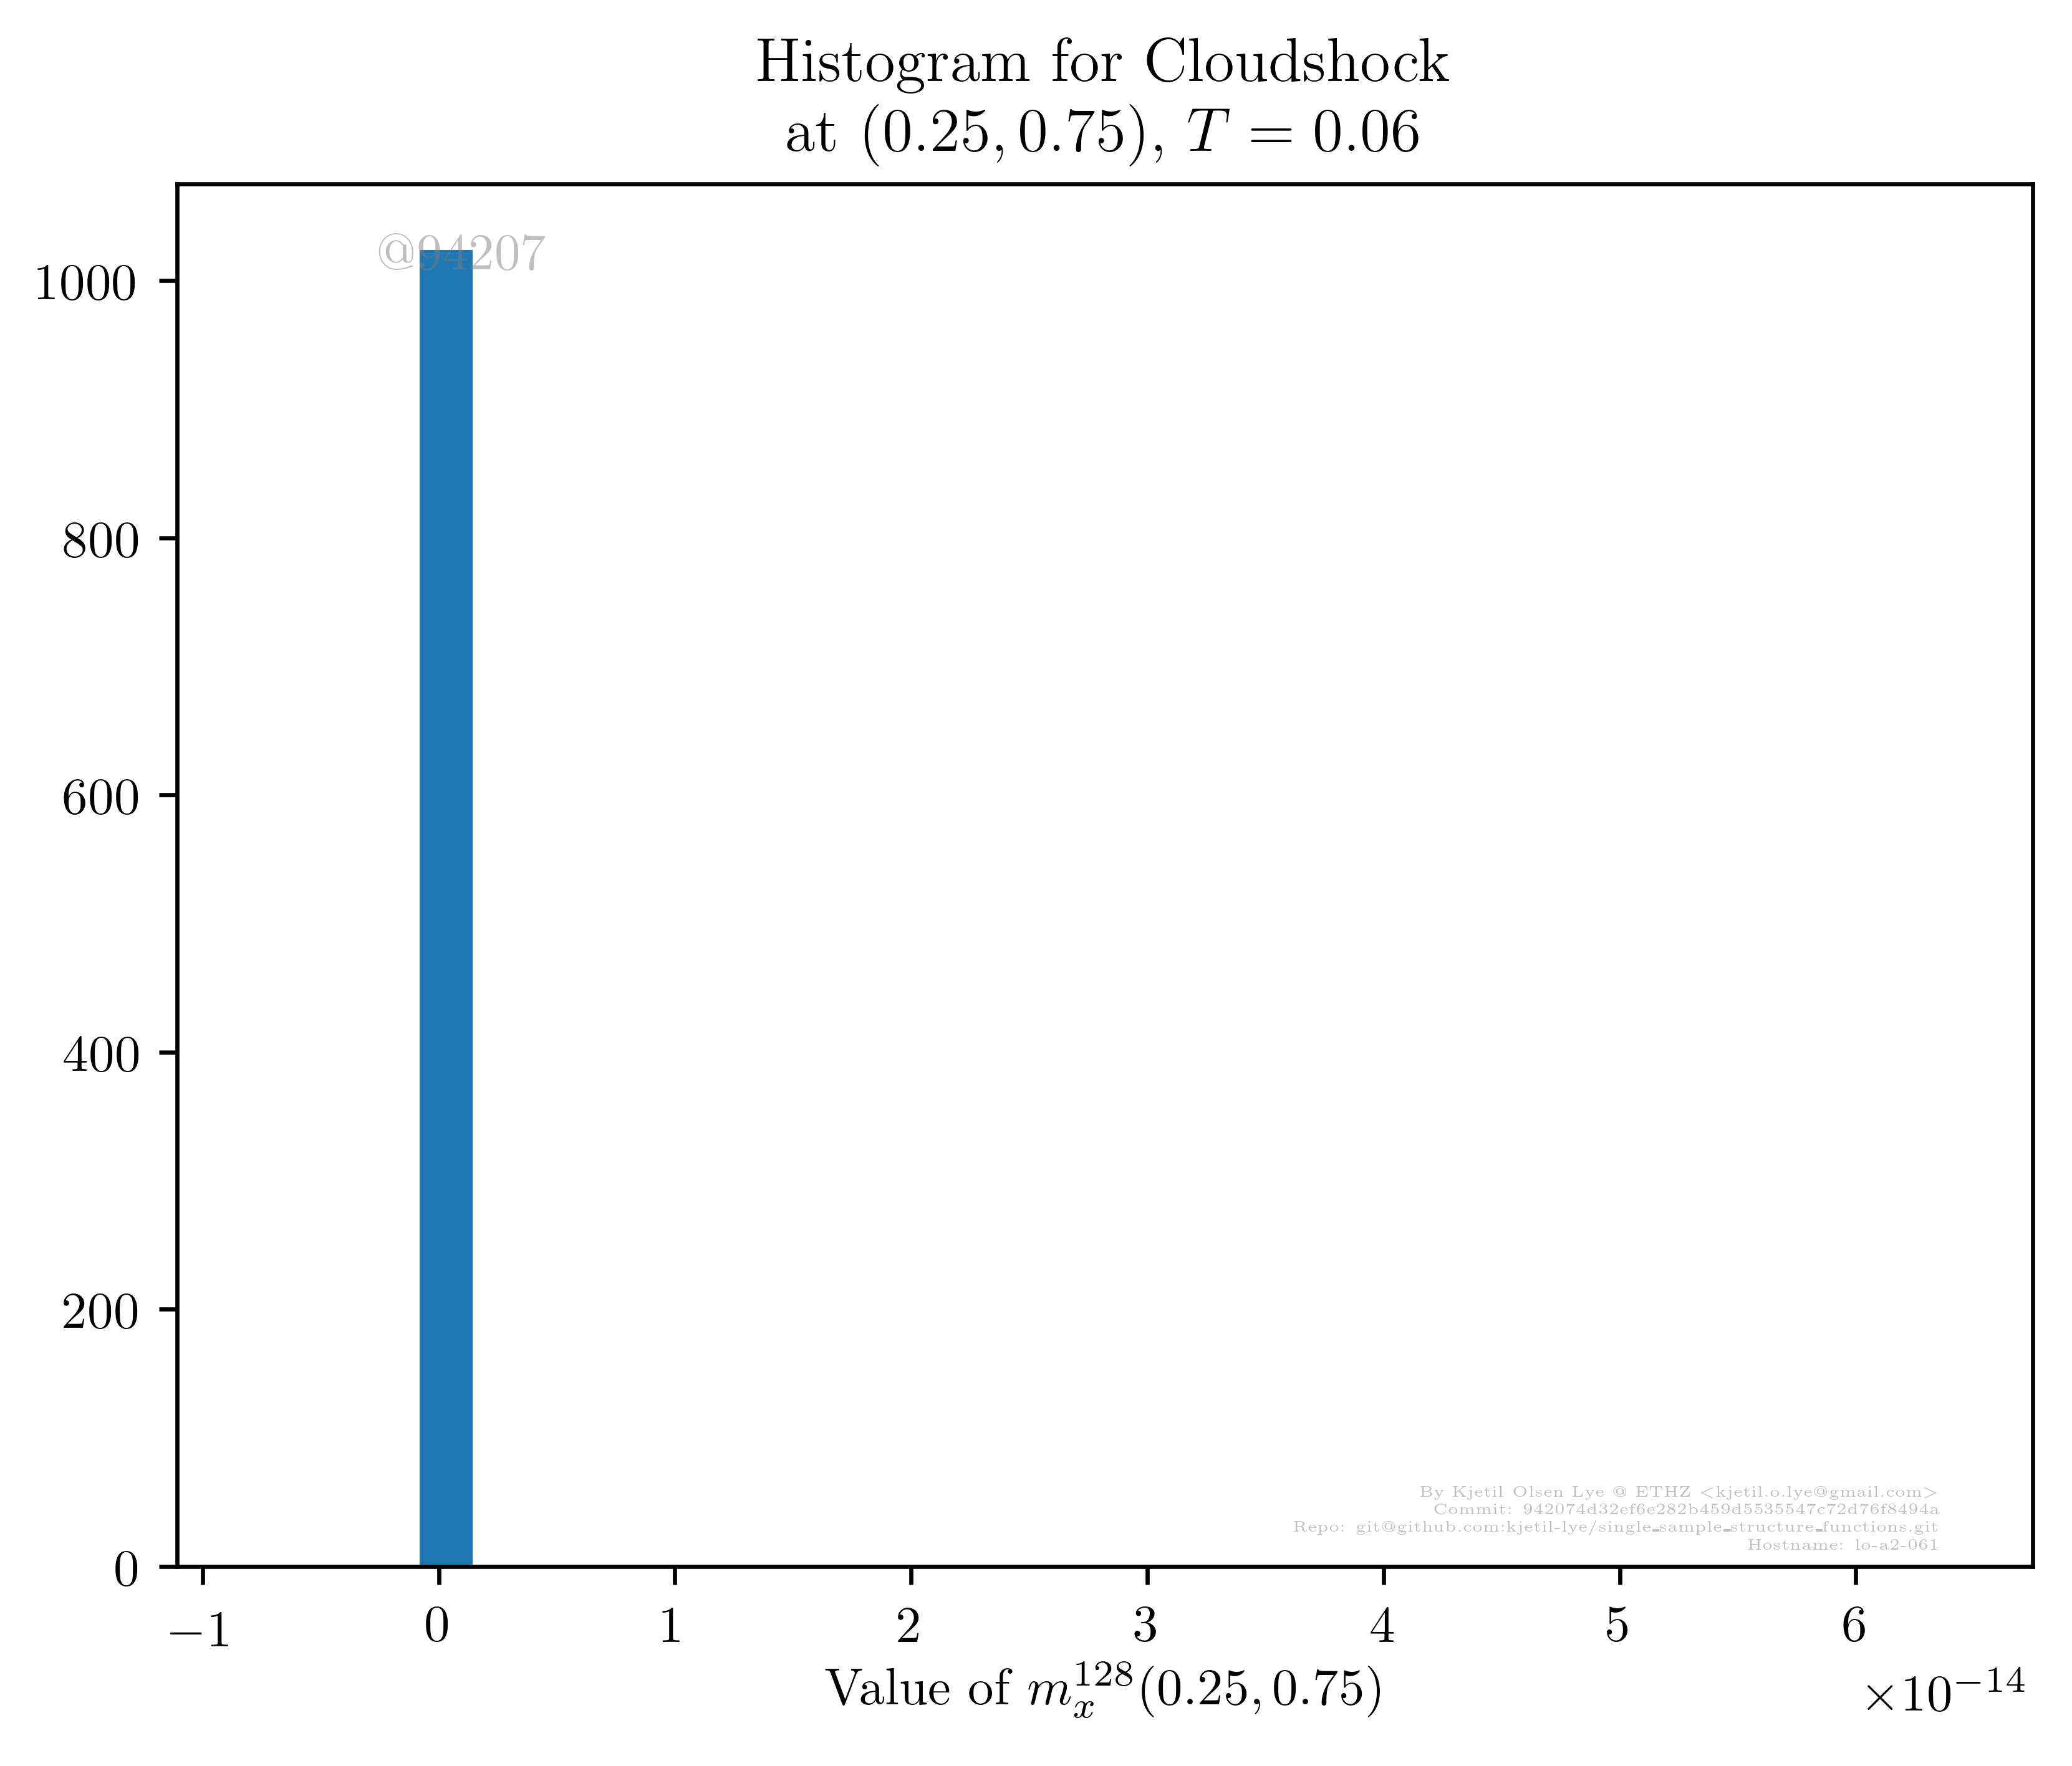 Histogram for Cloudshock
at (0.25, 0.75), T = 0.06
@94207
1000
800
600
400
200
0
−1 0 1 2 3 4 5 6
×10⁻¹⁴
Value of mₓ¹²⁸(0.25, 0.75)
By Kjetil Olsen Lye @ ETHZ <kjetil.o.lye@gmail.com>
Commit: 942074d32ef6e282b459d5535547c72d76f8494a
Repo: git@github.com:kjetil-lye/single_sample_structure_functions.git
Hostname: lo-a2-061